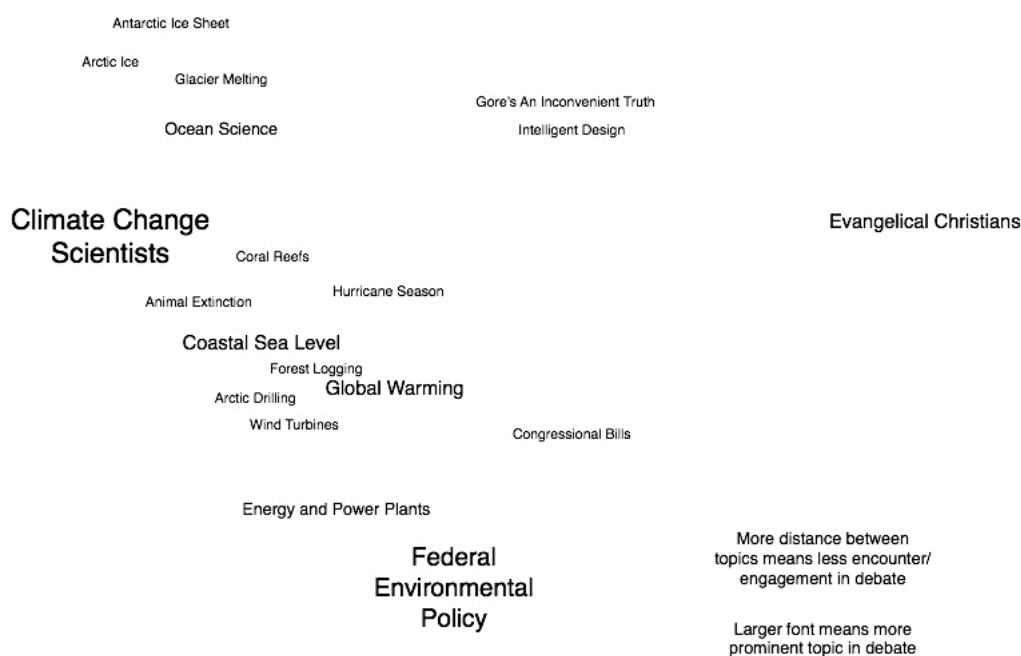 Antarctic Ice Sheet
Arctic Ice
Glacier Melting
Gore's An Inconvenient Truth
Ocean Science
Intelligent Design
Climate Change
Scientists
Evangelical Christians
Coral Reefs
Hurricane Season
Animal Extinction
Coastal Sea Level
Forest Logging
Global Warming
Arctic Drilling
Wind Turbines
Congressional Bills
Energy and Power Plants
Federal
Environmental
Policy
More distance between
topics means less encounter/
engagement in debate
Larger font means more
prominent topic in debate